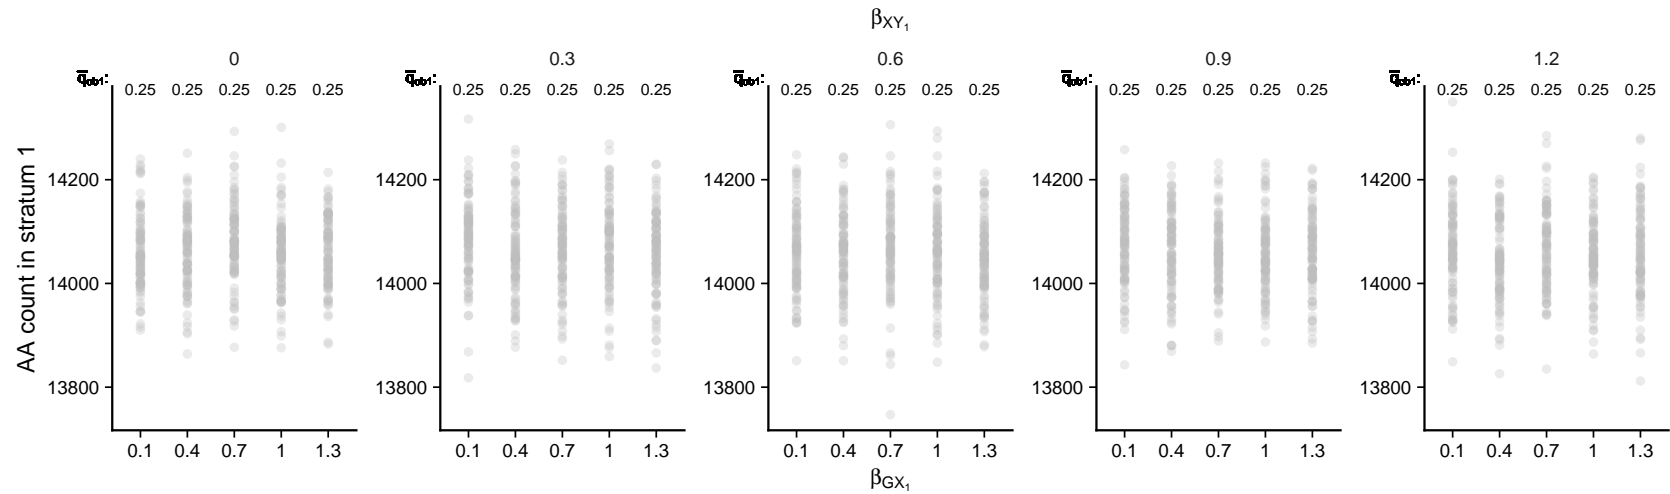 βXY₁
0 0.3 0.6 0.9 1.2
q̅ob1: q̅ob1: q̅ob1: q̅ob1: q̅ob1:
0.25 0.25 0.25 0.25 0.25 0.25 0.25 0.25 0.25 0.25 0.25 0.25 0.25 0.25 0.25 0.25 0.25 0.25 0.25 0.25 0.25 0.25 0.25 0.25 0.25
AA count in stratum 1
14200 14200 14200 14200 14200
14000 14000 14000 14000 14000
13800 13800 13800 13800 13800
0.1 0.4 0.7 1 1.3 0.1 0.4 0.7 1 1.3 0.1 0.4 0.7 1 1.3 0.1 0.4 0.7 1 1.3 0.1 0.4 0.7 1 1.3
βGX₁